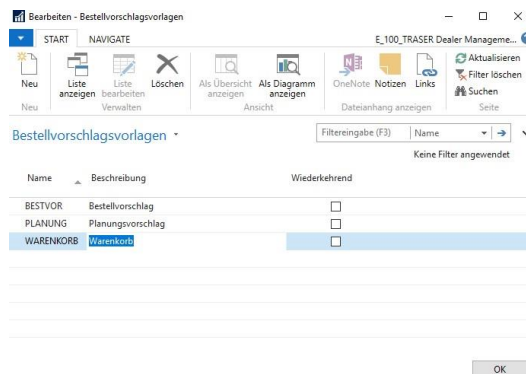 Bearbeiten - Bestellvorschlagsvorlagen
START NAVIGATE E_100_TRASER Dealer Manageme...
Neu
Liste anzeigen
Liste bearbeiten
Löschen
Als Übersicht anzeigen
Als Diagramm anzeigen
OneNote Notizen Links
Aktualisieren
Filter löschen
Suchen
Neu Verwalten Ansicht Dateianhang anzeigen Seite
Bestellvorschlagsvorlagen
Filtereingabe (F3) Name
Keine Filter angewendet
Name Beschreibung Wiederkehrend
BESTVOR Bestellvorschlag
PLANUNG Planungsvorschlag
WARENKORB Warenkorb
OK